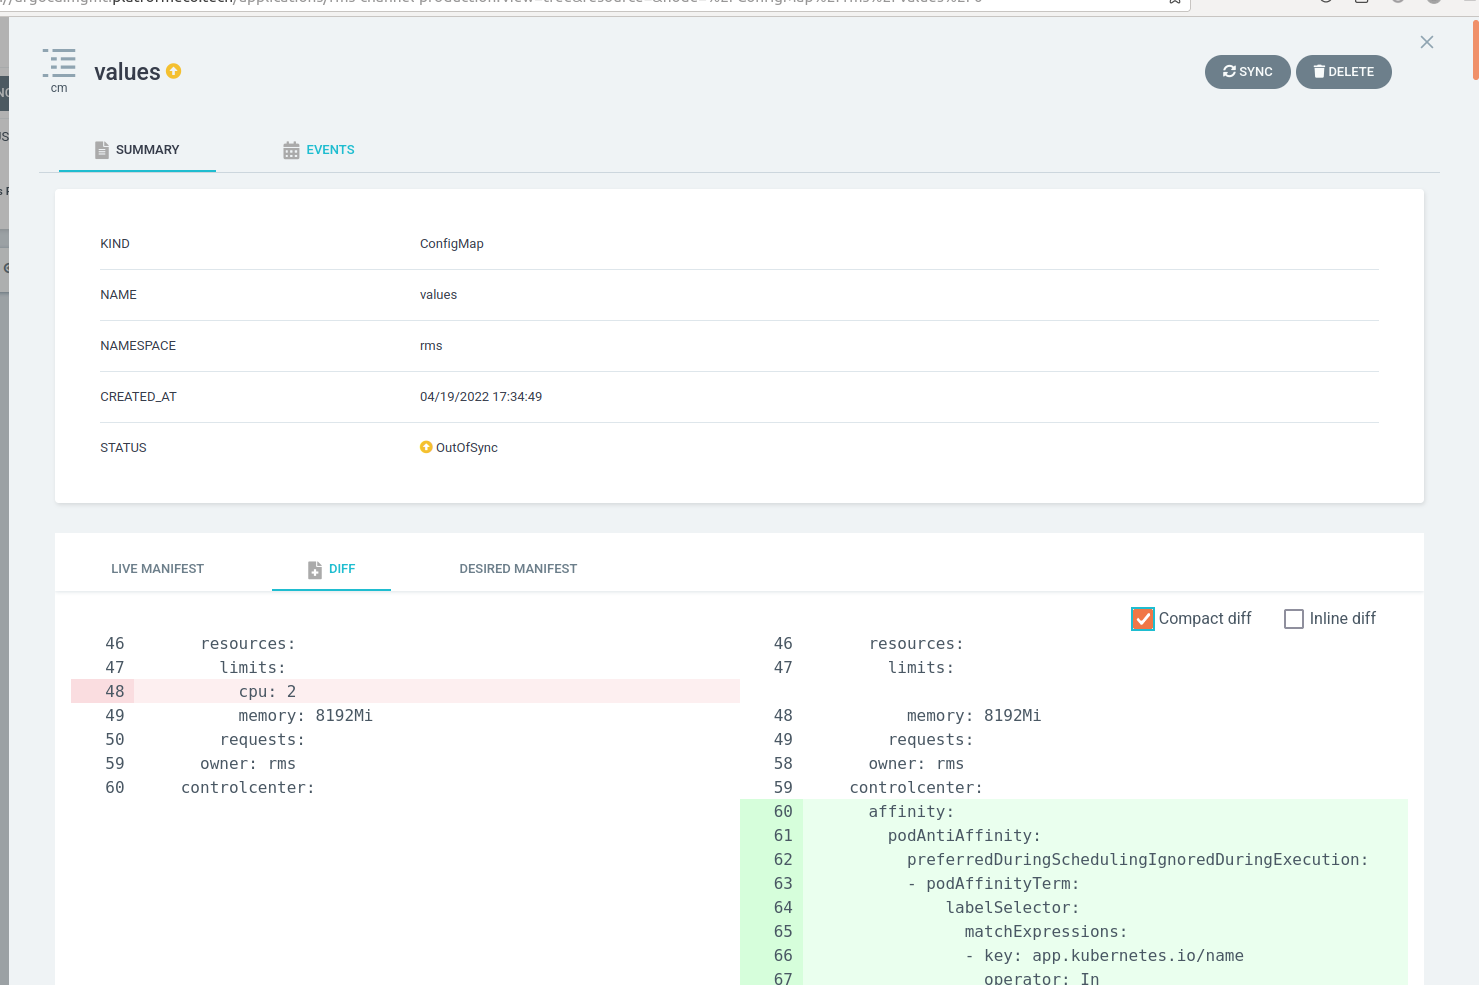 values
cm
SYNC
DELETE
SUMMARY
EVENTS
KIND ConfigMap
NAME values
NAMESPACE rms
CREATED_AT 04/19/2022 17:34:49
STATUS OutOfSync
LIVE MANIFEST
DIFF
DESIRED MANIFEST
Compact diff
Inline diff
46 resources: 46 resources:
47 limits: 47 limits:
48 cpu: 2
49 memory: 8192Mi 48 memory: 8192Mi
50 requests: 49 requests:
59 owner: rms 58 owner: rms
60 controlcenter: 59 controlcenter:
60 affinity:
61 podAntiAffinity:
62 preferredDuringSchedulingIgnoredDuringExecution:
63 - podAffinityTerm:
64 labelSelector:
65 matchExpressions:
66 - key: app.kubernetes.io/name
67 operator: In